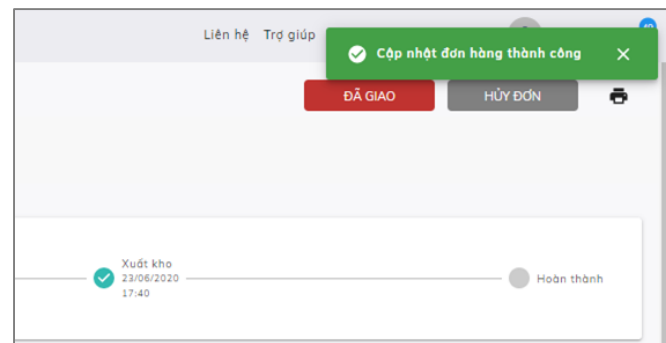 Liên hệ Trợ giúp
Cập nhật đơn hàng thành công
ĐÃ GIAO
HỦY ĐƠN
Xuất kho
23/06/2020
17:40
Hoàn thành